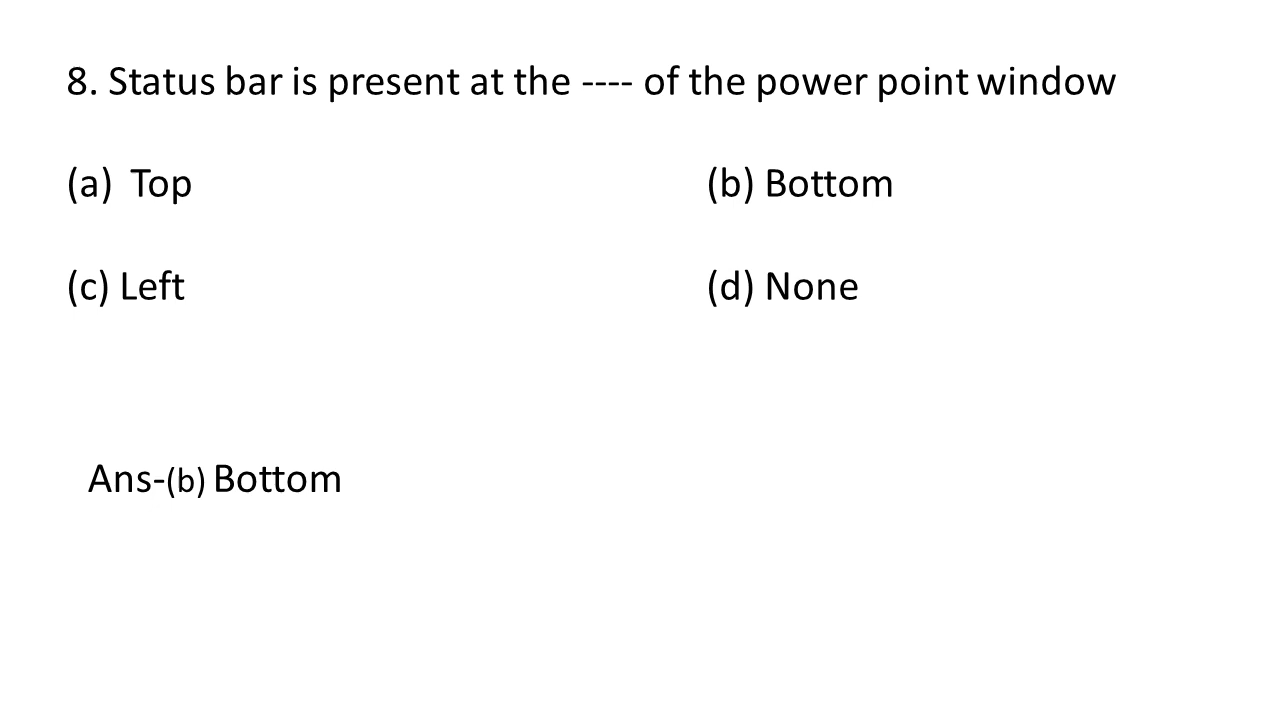 8. Status bar is present at the ---- of the power point window
(a) Top (b) Bottom
(c) Left (d) None
Ans-(b) Bottom